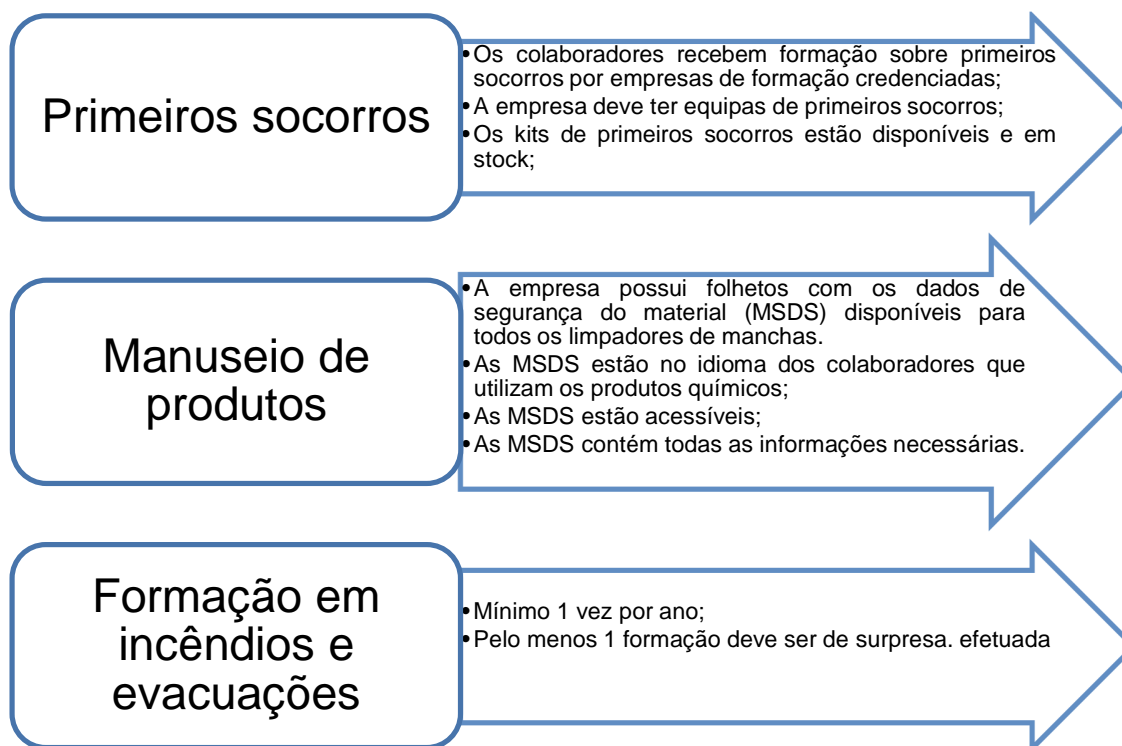 Primeiros socorros
•Os colaboradores recebem formação sobre primeiros
socorros por empresas de formação credenciadas;
•A empresa deve ter equipas de primeiros socorros;
•Os kits de primeiros socorros estão disponíveis e em
stock;
Manuseio de
produtos
•A empresa possui folhetos com os dados de
segurança do material (MSDS) disponíveis para
todos os limpadores de manchas.
•As MSDS estão no idioma dos colaboradores que
utilizam os produtos químicos;
•As MSDS estão acessíveis;
•As MSDS contém todas as informações necessárias.
Formação em
incêndios e
evacuações
•Mínimo 1 vez por ano;
•Pelo menos 1 formação deve ser de surpresa. efetuada